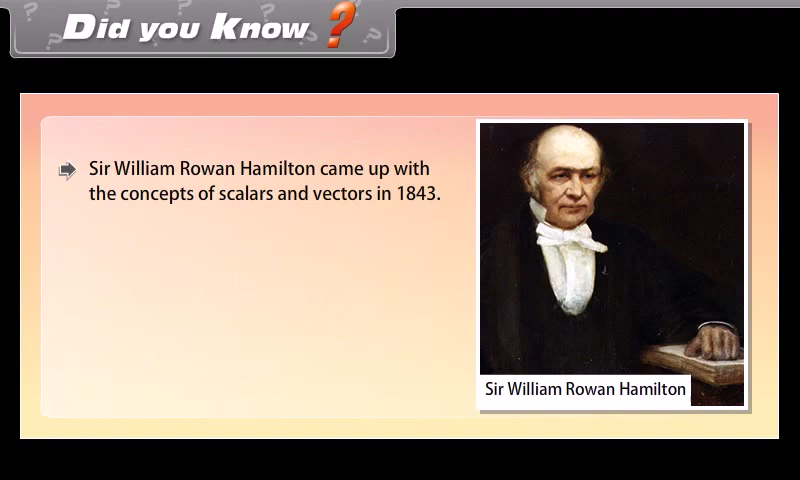 Did you Know ?
Sir William Rowan Hamilton came up with
the concepts of scalars and vectors in 1843.
Sir William Rowan Hamilton